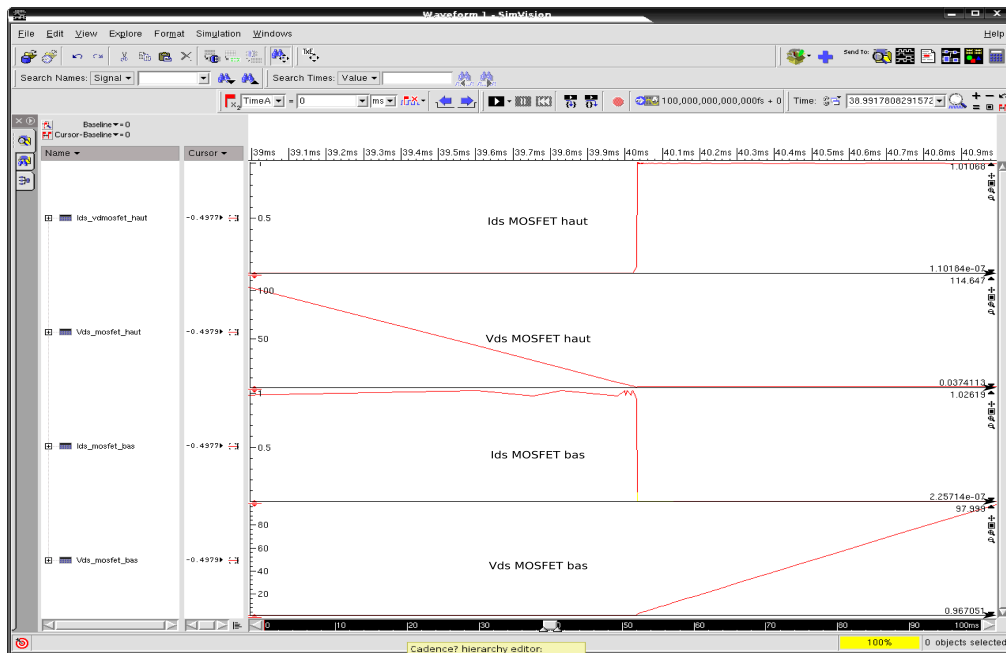 Waveform 1 - SimVision
File Edit View Explore Format Simulation Windows Help
Send To:
Search Names: Signal Search Times: Value
TimeA = 0 ms 100,000,000,000,000fs + 0 Time: 38.9917808291572
Baseline = 0
Cursor-Baseline = 0
Name Cursor
39ms 39.1ms 39.2ms 39.3ms 39.4ms 39.5ms 39.6ms 39.7ms 39.8ms 39.9ms 40ms 40.1ms 40.2ms 40.3ms 40.4ms 40.5ms 40.6ms 40.7ms 40.8ms 40.9ms
1
1.01068
Ids_vdmosfet_haut -0.4977 0.5 Ids MOSFET haut
1.10184e-07
114.647
100
Vds_mosfet_haut -0.4979 50 Vds MOSFET haut
0.0374113
1.02619
1
Ids_mosfet_bas -0.4977 0.5 Ids MOSFET bas
2.25714e-07
97.999
80
60
Vds_mosfet_bas -0.4979 Vds MOSFET bas
40
20
0.967051
0 10 20 30 50 60 70 80 90 100ms
100% 0 objects selected
Cadence? hierarchy editor: